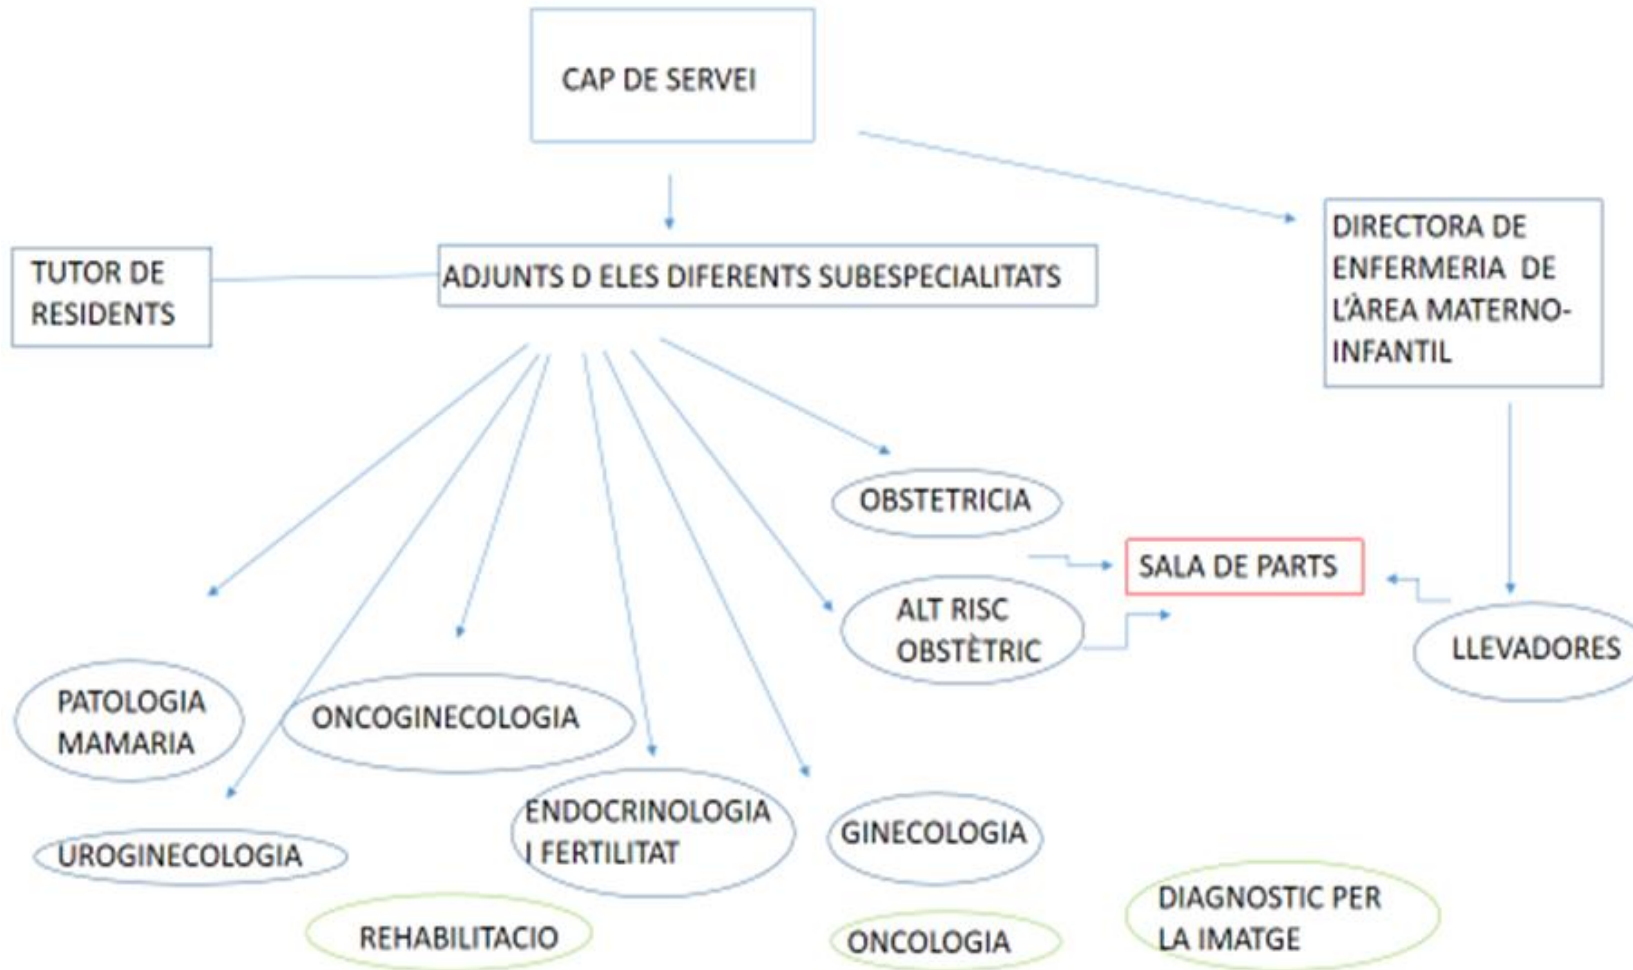 CAP DE SERVEI
TUTOR DE
RESIDENTS
ADJUNTS D ELES DIFERENTS SUBESPECIALITATS
DIRECTORA DE
ENFERMERIA DE
L'ÀREA MATERNO-
INFANTIL
OBSTETRICIA
SALA DE PARTS
ALT RISC
OBSTÈTRIC
LLEVADORES
PATOLOGIA
MAMARIA
ONCOGINECOLOGIA
ENDOCRINOLOGIA
I FERTILITAT
GINECOLOGIA
UROGINECOLOGIA
REHABILITACIO
ONCOLOGIA
DIAGNOSTIC PER
LA IMATGE